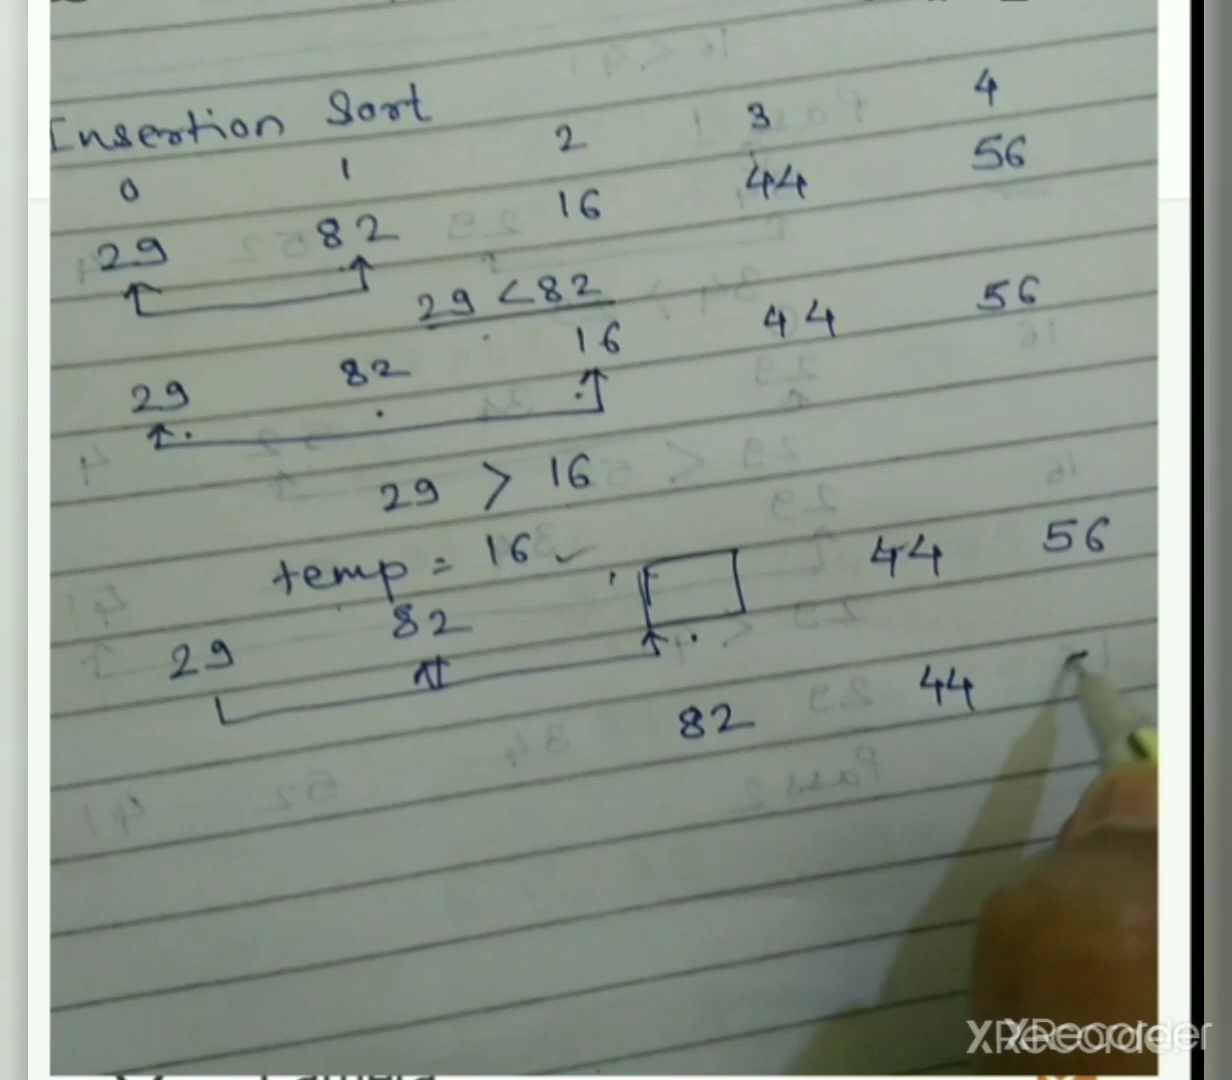 Insertion Sort
0 1 2 3 4
29 82 16 44 56
29 < 82
29 82 16 44 56
29 > 16
temp = 16
29 82 44 56
82 44
XRecorder